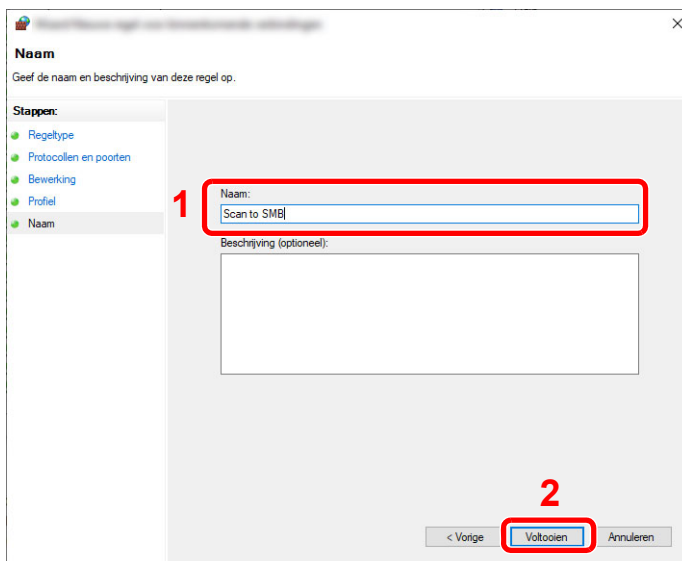 Naam
Geef de naam en beschrijving van deze regel op.
Stappen:
Regeltype
Protocollen en poorten
Bewerking
Profiel
Naam
1
Naam:
Scan to SMB
Beschrijving (optioneel):
2
< Vorige
Voltooien
Annuleren